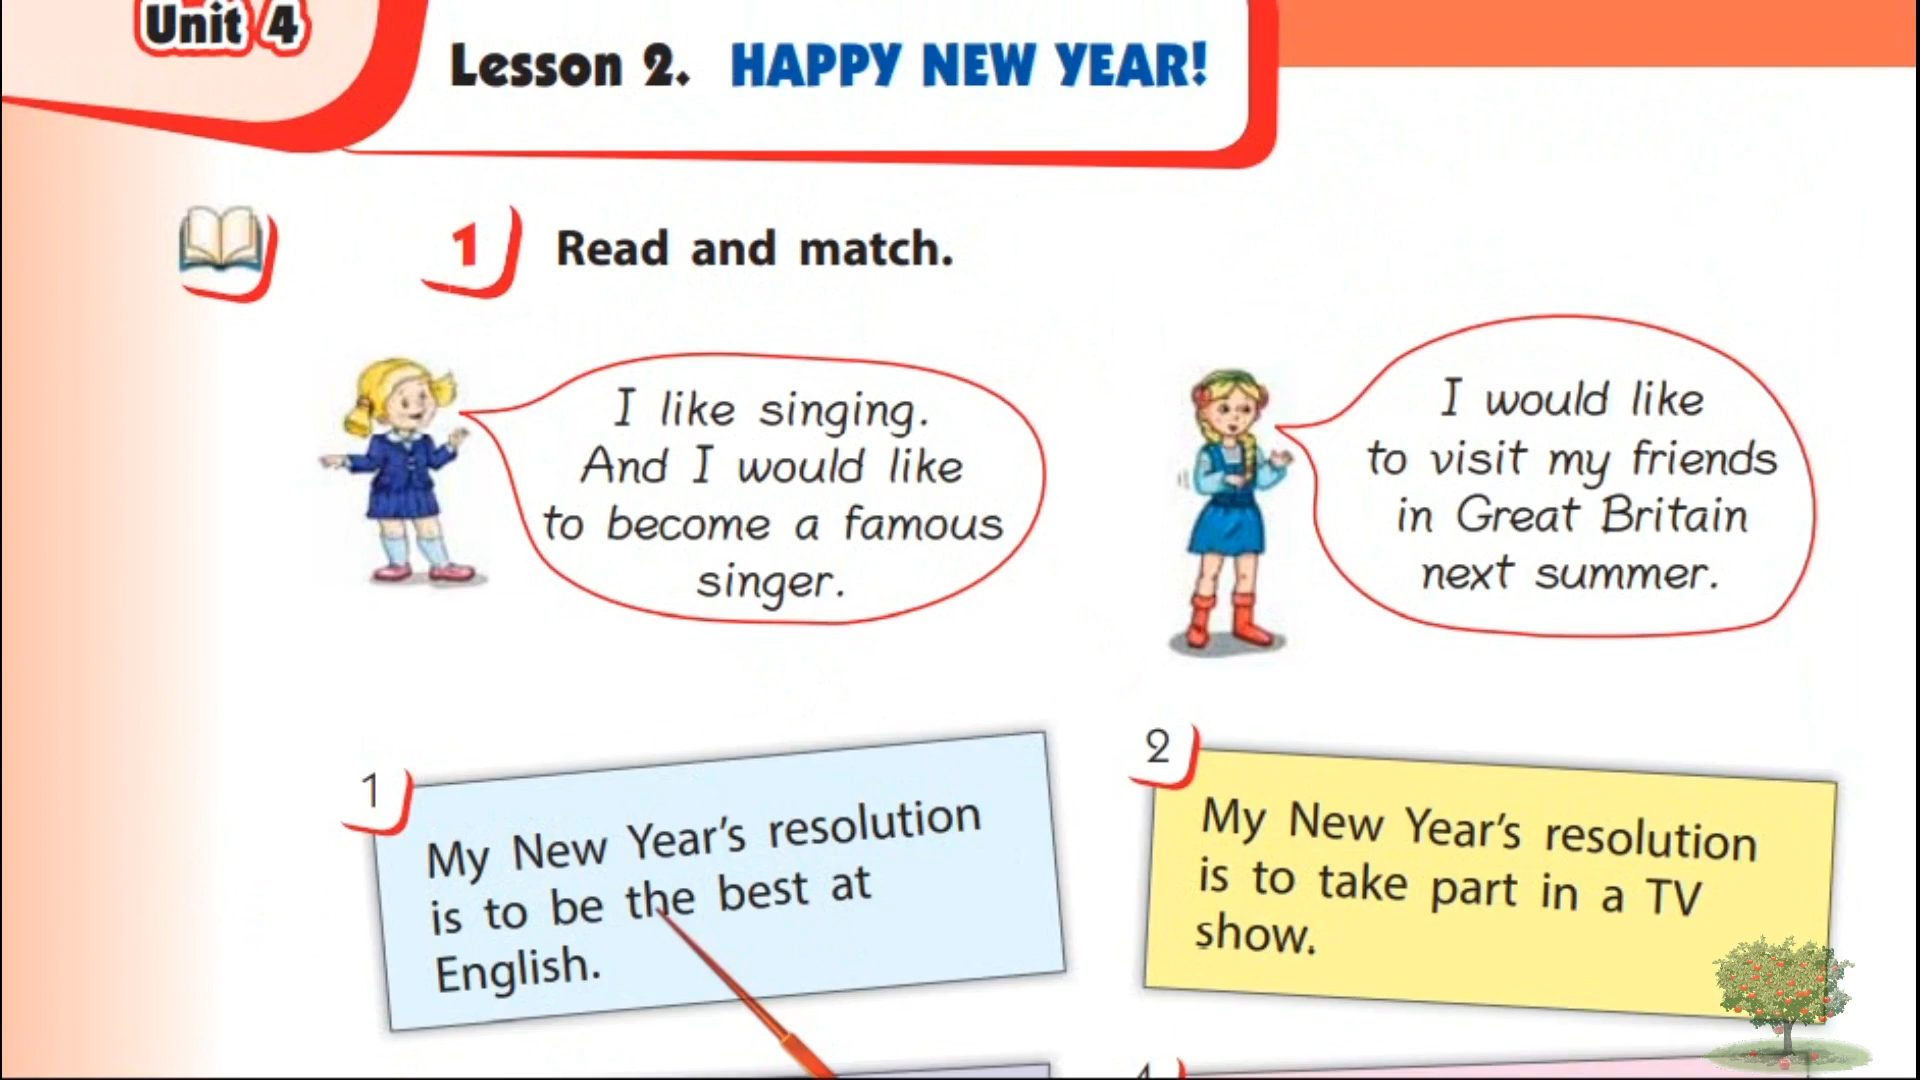 Unit 4
Lesson 2. HAPPY NEW YEAR!
1 Read and match.
I like singing.
And I would like
to become a famous
singer.
I would like
to visit my friends
in Great Britain
next summer.
1
My New Year's resolution
is to be the best at
English.
2
My New Year's resolution
is to take part in a TV
show.
4